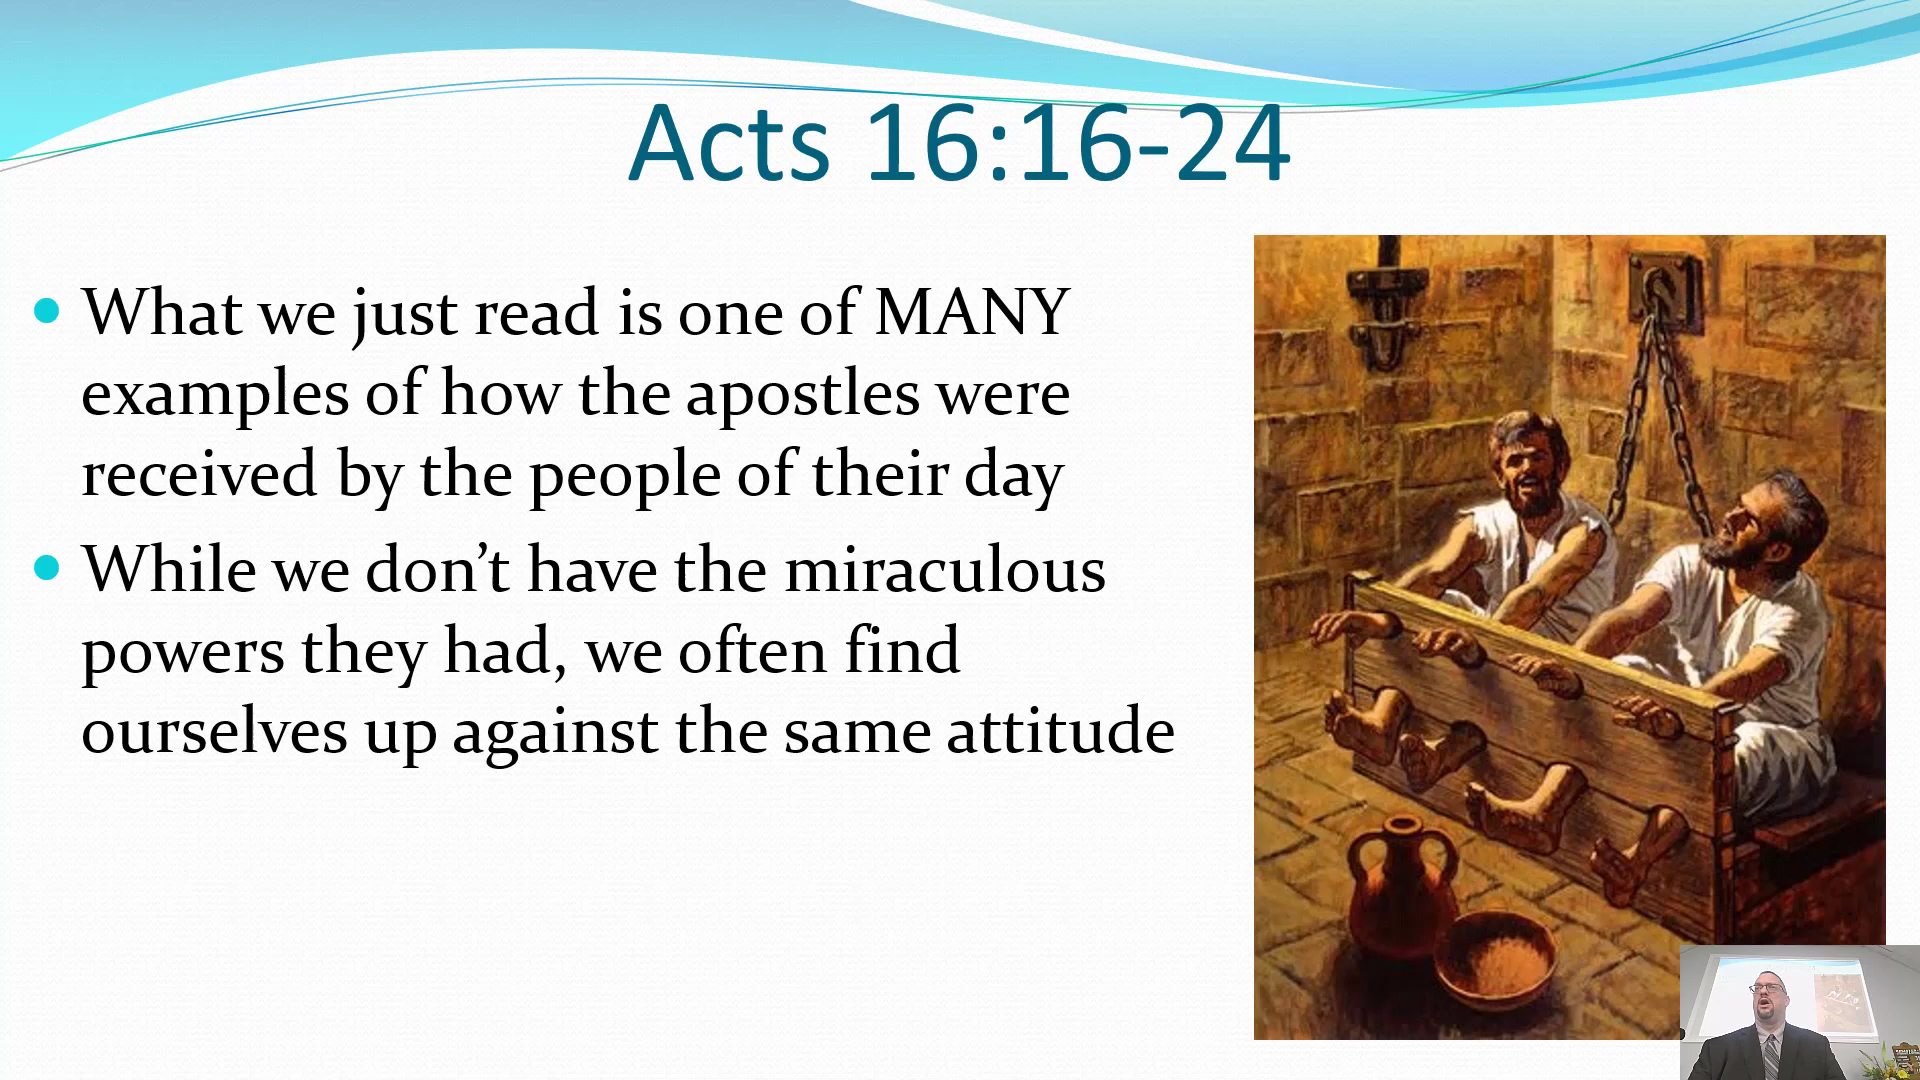 Acts 16:16-24
What we just read is one of MANY
examples of how the apostles were
received by the people of their day
While we don’t have the miraculous
powers they had, we often find
ourselves up against the same attitude